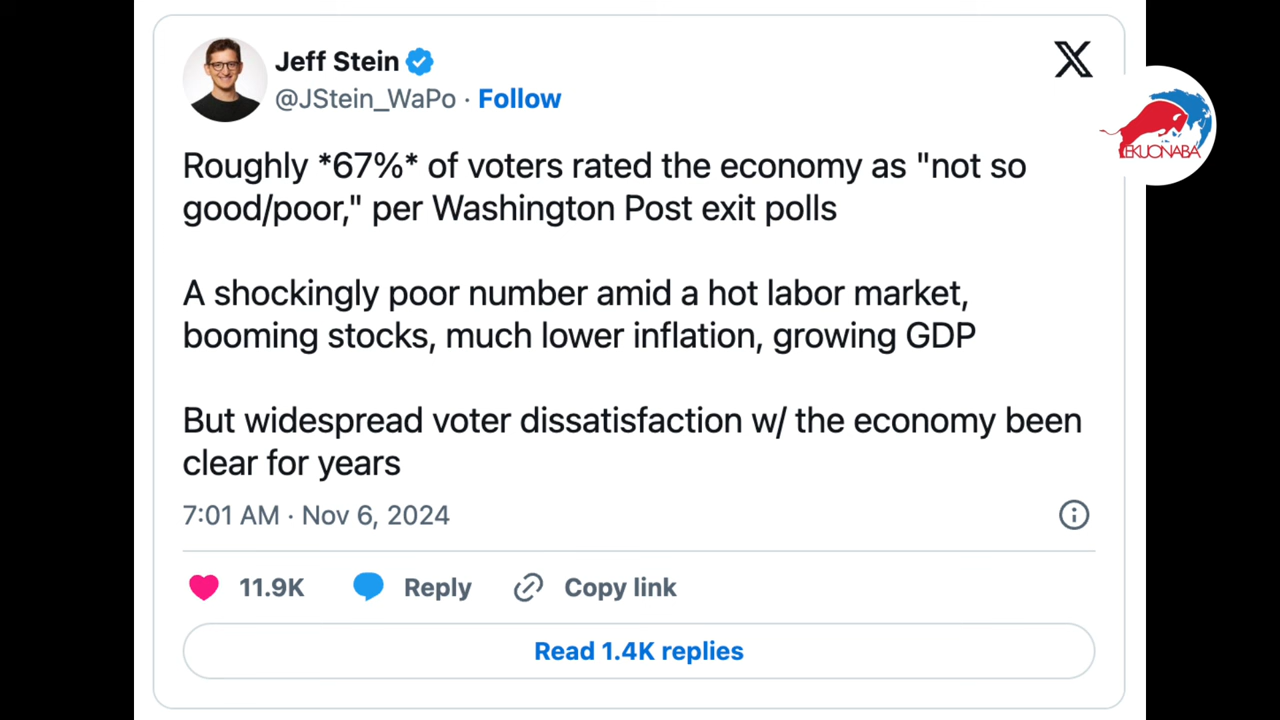 Jeff Stein
@JStein_WaPo · Follow
Roughly *67%* of voters rated the economy as "not so
good/poor," per Washington Post exit polls
A shockingly poor number amid a hot labor market,
booming stocks, much lower inflation, growing GDP
But widespread voter dissatisfaction w/ the economy been
clear for years
7:01 AM · Nov 6, 2024
11.9K Reply Copy link
Read 1.4K replies
EKUONABA